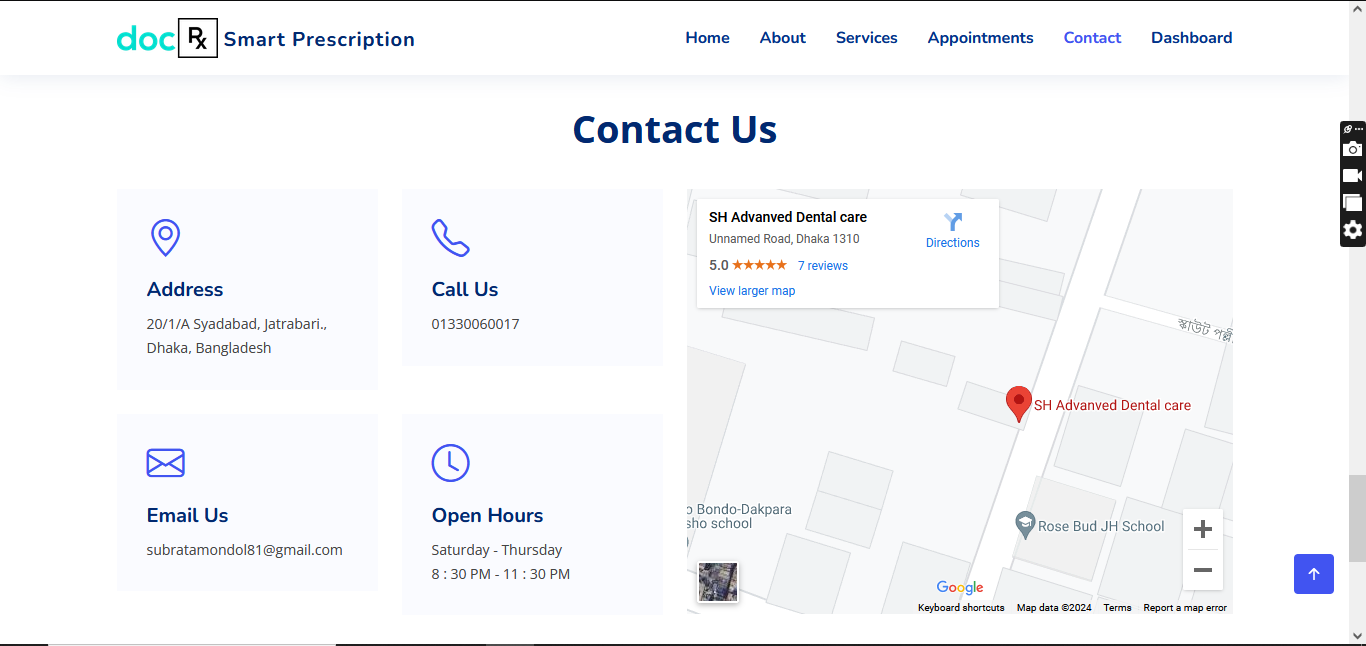 doc Rx Smart Prescription
Home About Services Appointments Contact Dashboard
Contact Us
Address
20/1/A Syadabad, Jatrabari.,
Dhaka, Bangladesh
Call Us
01330060017
Email Us
subratamondol81@gmail.com
Open Hours
Saturday - Thursday
8 : 30 PM - 11 : 30 PM
SH Advanved Dental care
Unnamed Road, Dhaka 1310
5.0 ★★★★★ 7 reviews
View larger map
Directions
স্কাউট পল্লী
SH Advanved Dental care
o Bondo-Dakpara
sho school
Rose Bud JH School
Google
Keyboard shortcuts Map data ©2024 Terms Report a map error